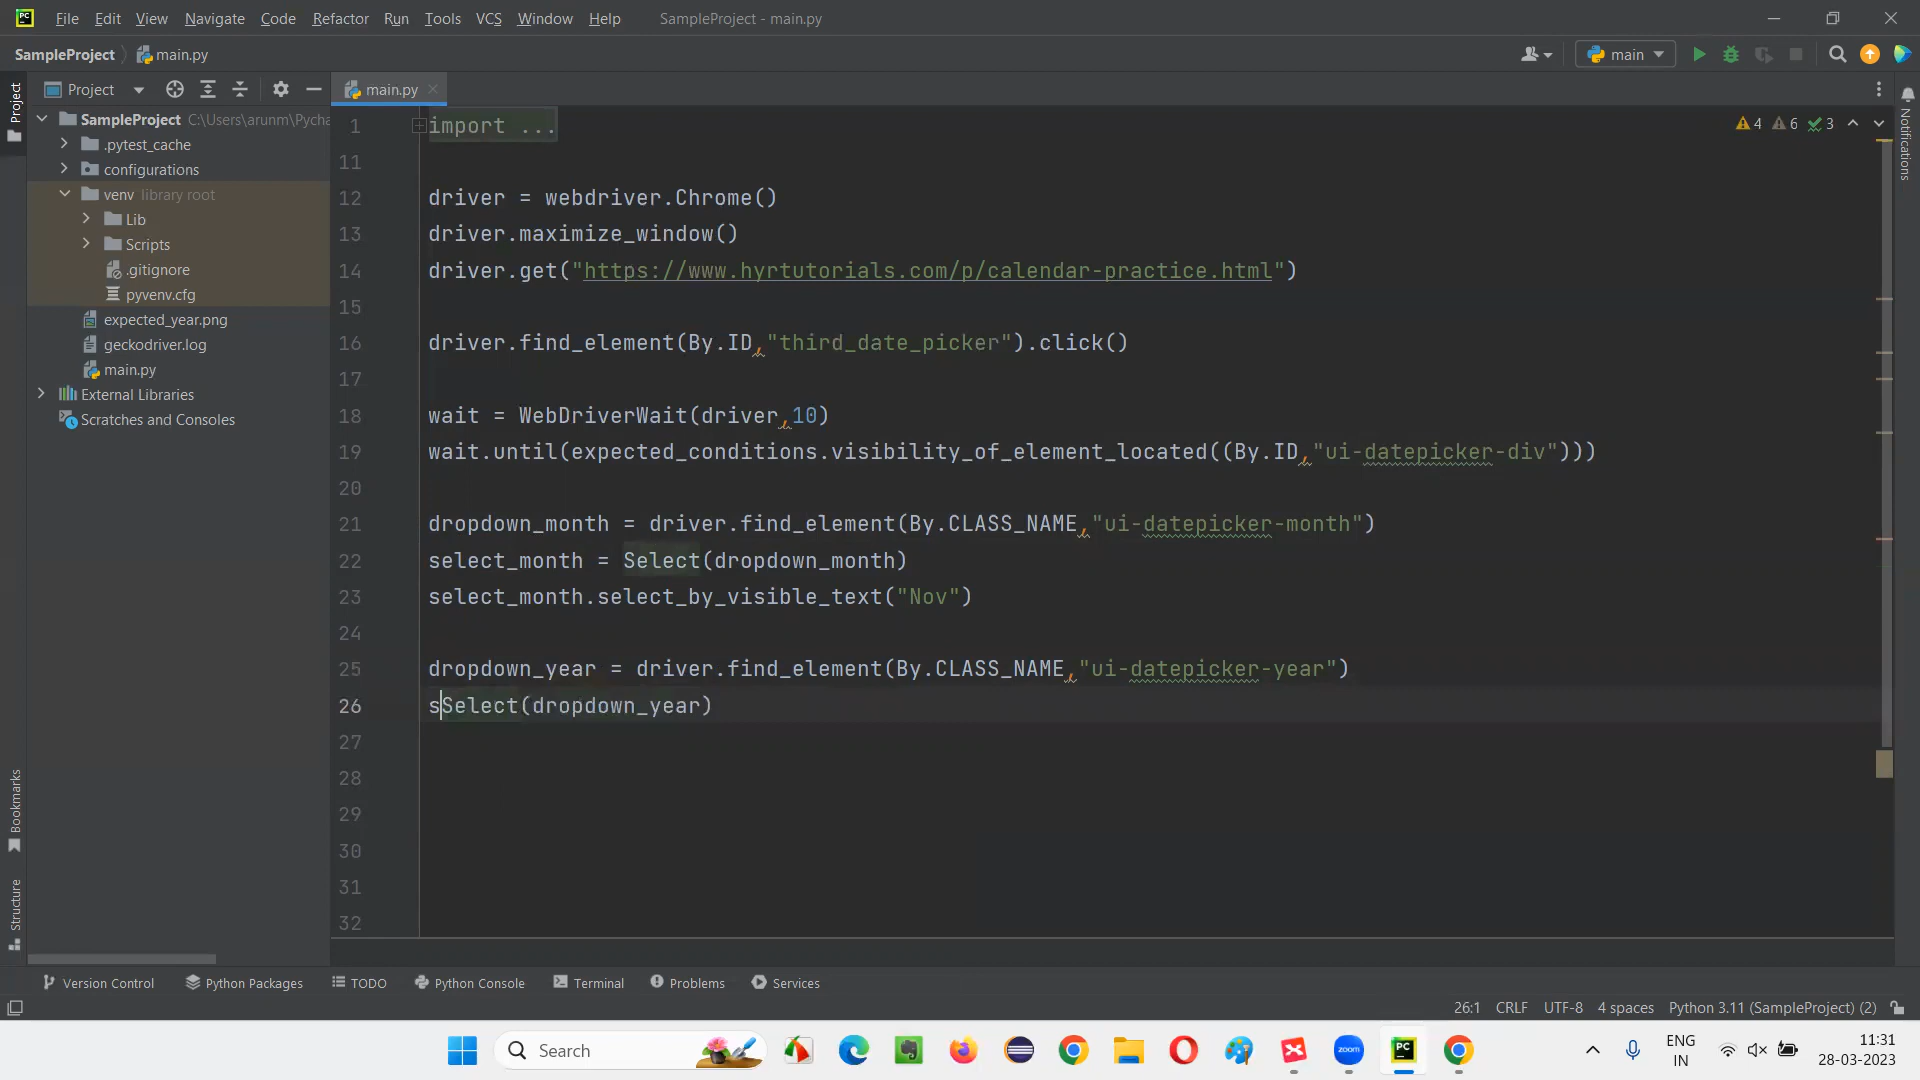 File Edit View Navigate Code Refactor Run Tools VCS Window Help SampleProject - main.py
SampleProject main.py main
Project main.py
Project
SampleProject C:\Users\arunm\Pycha
.pytest_cache
configurations
venv library root
Lib
Scripts
.gitignore
pyvenv.cfg
expected_year.png
geckodriver.log
main.py
External Libraries
Scratches and Consoles
4 6 3
Notifications
1 import ...
11
12 driver = webdriver.Chrome()
13 driver.maximize_window()
14 driver.get("https://www.hyrtutorials.com/p/calendar-practice.html")
15
16 driver.find_element(By.ID,"third_date_picker").click()
17
18 wait = WebDriverWait(driver,10)
19 wait.until(expected_conditions.visibility_of_element_located((By.ID,"ui-datepicker-div")))
20
21 dropdown_month = driver.find_element(By.CLASS_NAME,"ui-datepicker-month")
22 select_month = Select(dropdown_month)
23 select_month.select_by_visible_text("Nov")
24
25 dropdown_year = driver.find_element(By.CLASS_NAME,"ui-datepicker-year")
26 sSelect(dropdown_year)
27
28
29
30
31
32
Bookmarks
Structure
Version Control Python Packages TODO Python Console Terminal Problems Services
26:1 CRLF UTF-8 4 spaces Python 3.11 (SampleProject) (2)
Search
zoom
ENG
IN
11:31
28-03-2023